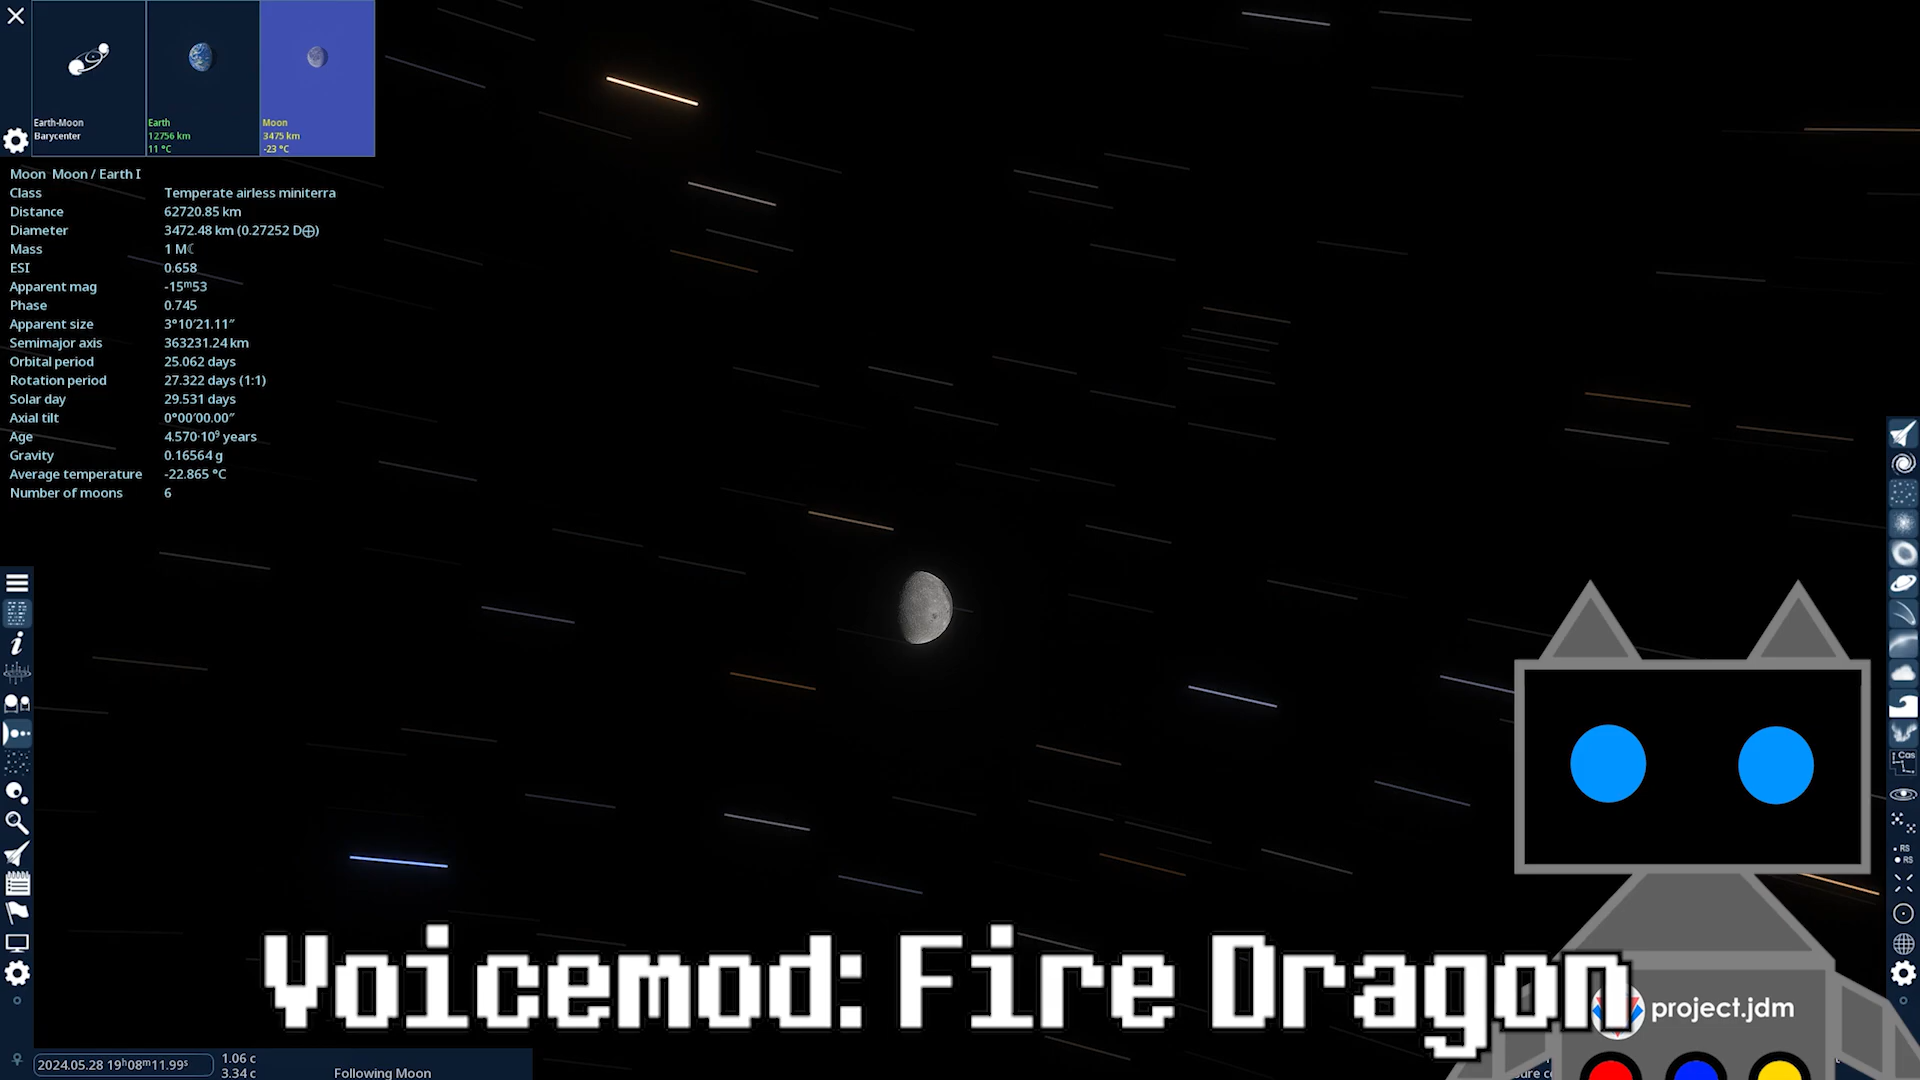 Earth-Moon
Barycenter
Earth
12756 km
11 °C
Moon
3475 km
-23 °C
Moon Moon / Earth I
Class Temperate airless miniterra
Distance 62720.85 km
Diameter 3472.48 km (0.27252 D⊕)
Mass 1 M☾
ESI 0.658
Apparent mag -15ᵐ53
Phase 0.745
Apparent size 3°10′21.11″
Semimajor axis 363231.24 km
Orbital period 25.062 days
Rotation period 27.322 days (1:1)
Solar day 29.531 days
Axial tilt 0°00′00.00″
Age 4.570·10⁹ years
Gravity 0.16564 g
Average temperature -22.865 °C
Number of moons 6
Cas
RS
RS
Voicemod: Fire Dragon
project.jdm
2024.05.28 19ʰ08ᵐ11.99ˢ
1.06 c
3.34 c
Following Moon